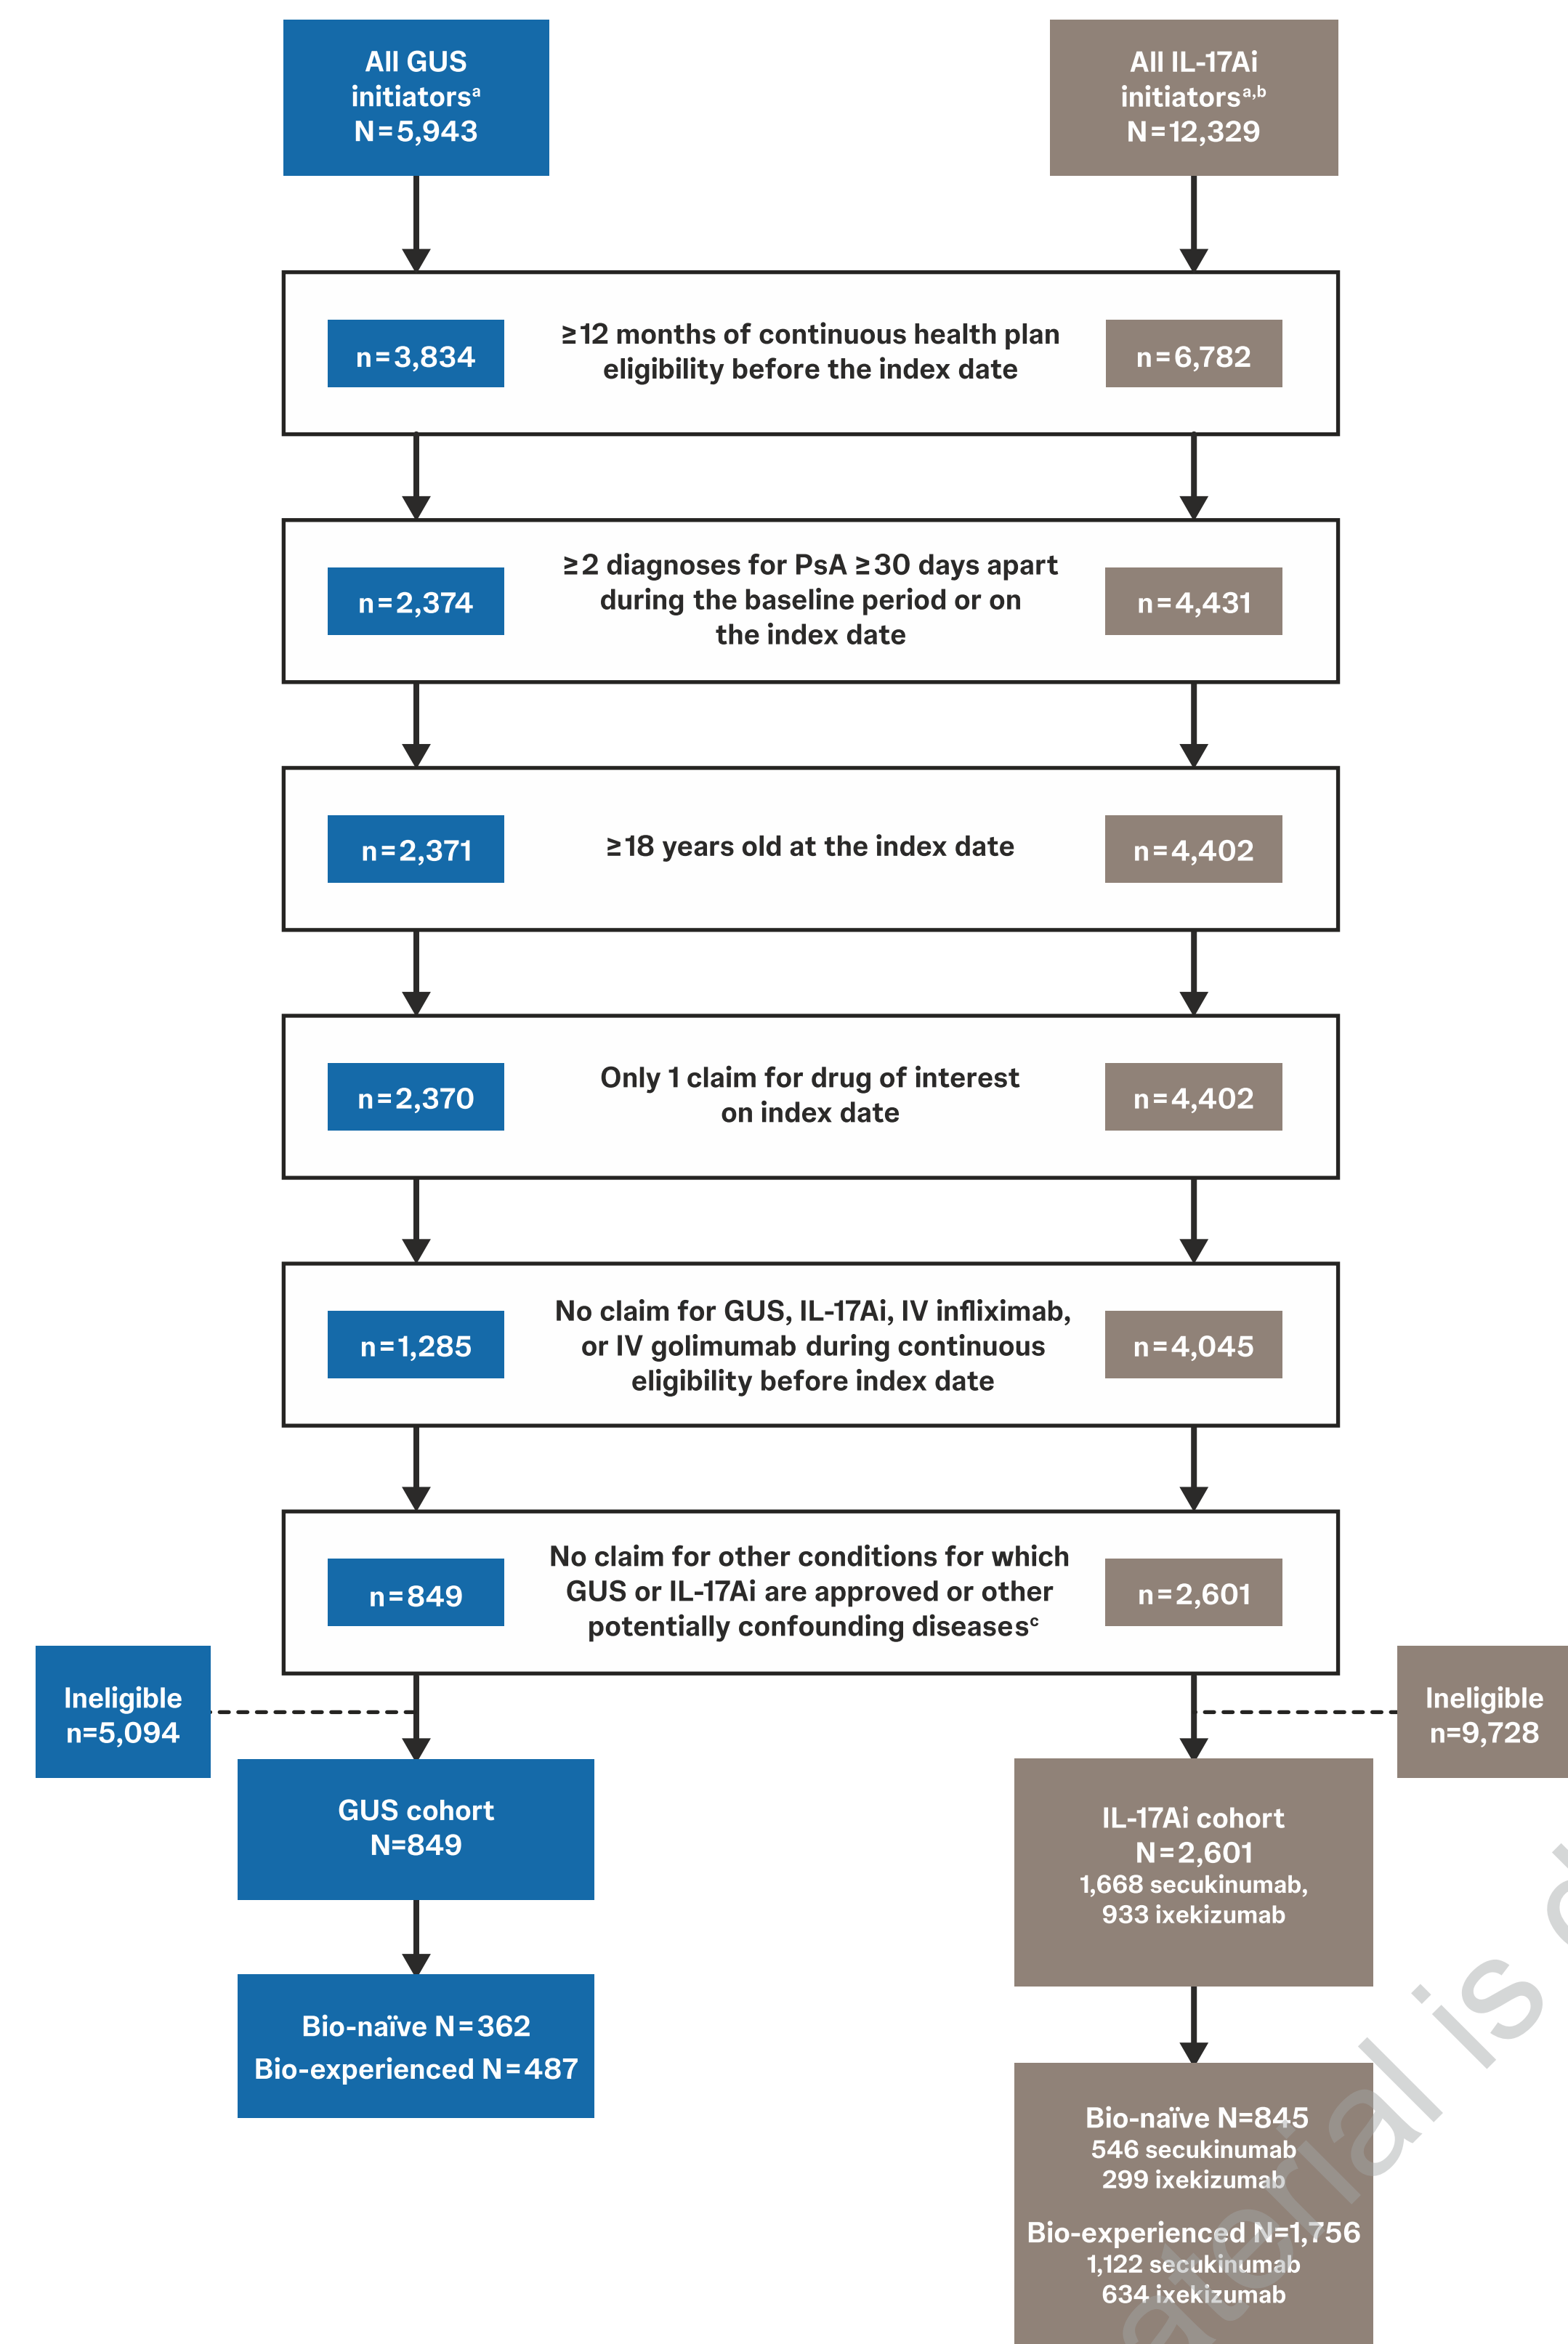 All GUS
initiatorsᵃ
N=5,943
All IL-17Ai
initiatorsᵃ,ᵇ
N=12,329
n=3,834
≥12 months of continuous health plan
eligibility before the index date
n=6,782
n=2,374
≥2 diagnoses for PsA ≥30 days apart
during the baseline period or on
the index date
n=4,431
n=2,371
≥18 years old at the index date
n=4,402
n=2,370
Only 1 claim for drug of interest
on index date
n=4,402
n=1,285
No claim for GUS, IL-17Ai, IV infliximab,
or IV golimumab during continuous
eligibility before index date
n=4,045
n=849
No claim for other conditions for which
GUS or IL-17Ai are approved or other
potentially confounding diseasesᶜ
n=2,601
Ineligible
n=5,094
Ineligible
n=9,728
GUS cohort
N=849
IL-17Ai cohort
N=2,601
1,668 secukinumab,
933 ixekizumab
Bio-naïve N=362
Bio-experienced N=487
Bio-naïve N=845
546 secukinumab
299 ixekizumab
Bio-experienced N=1,756
1,122 secukinumab
634 ixekizumab
is